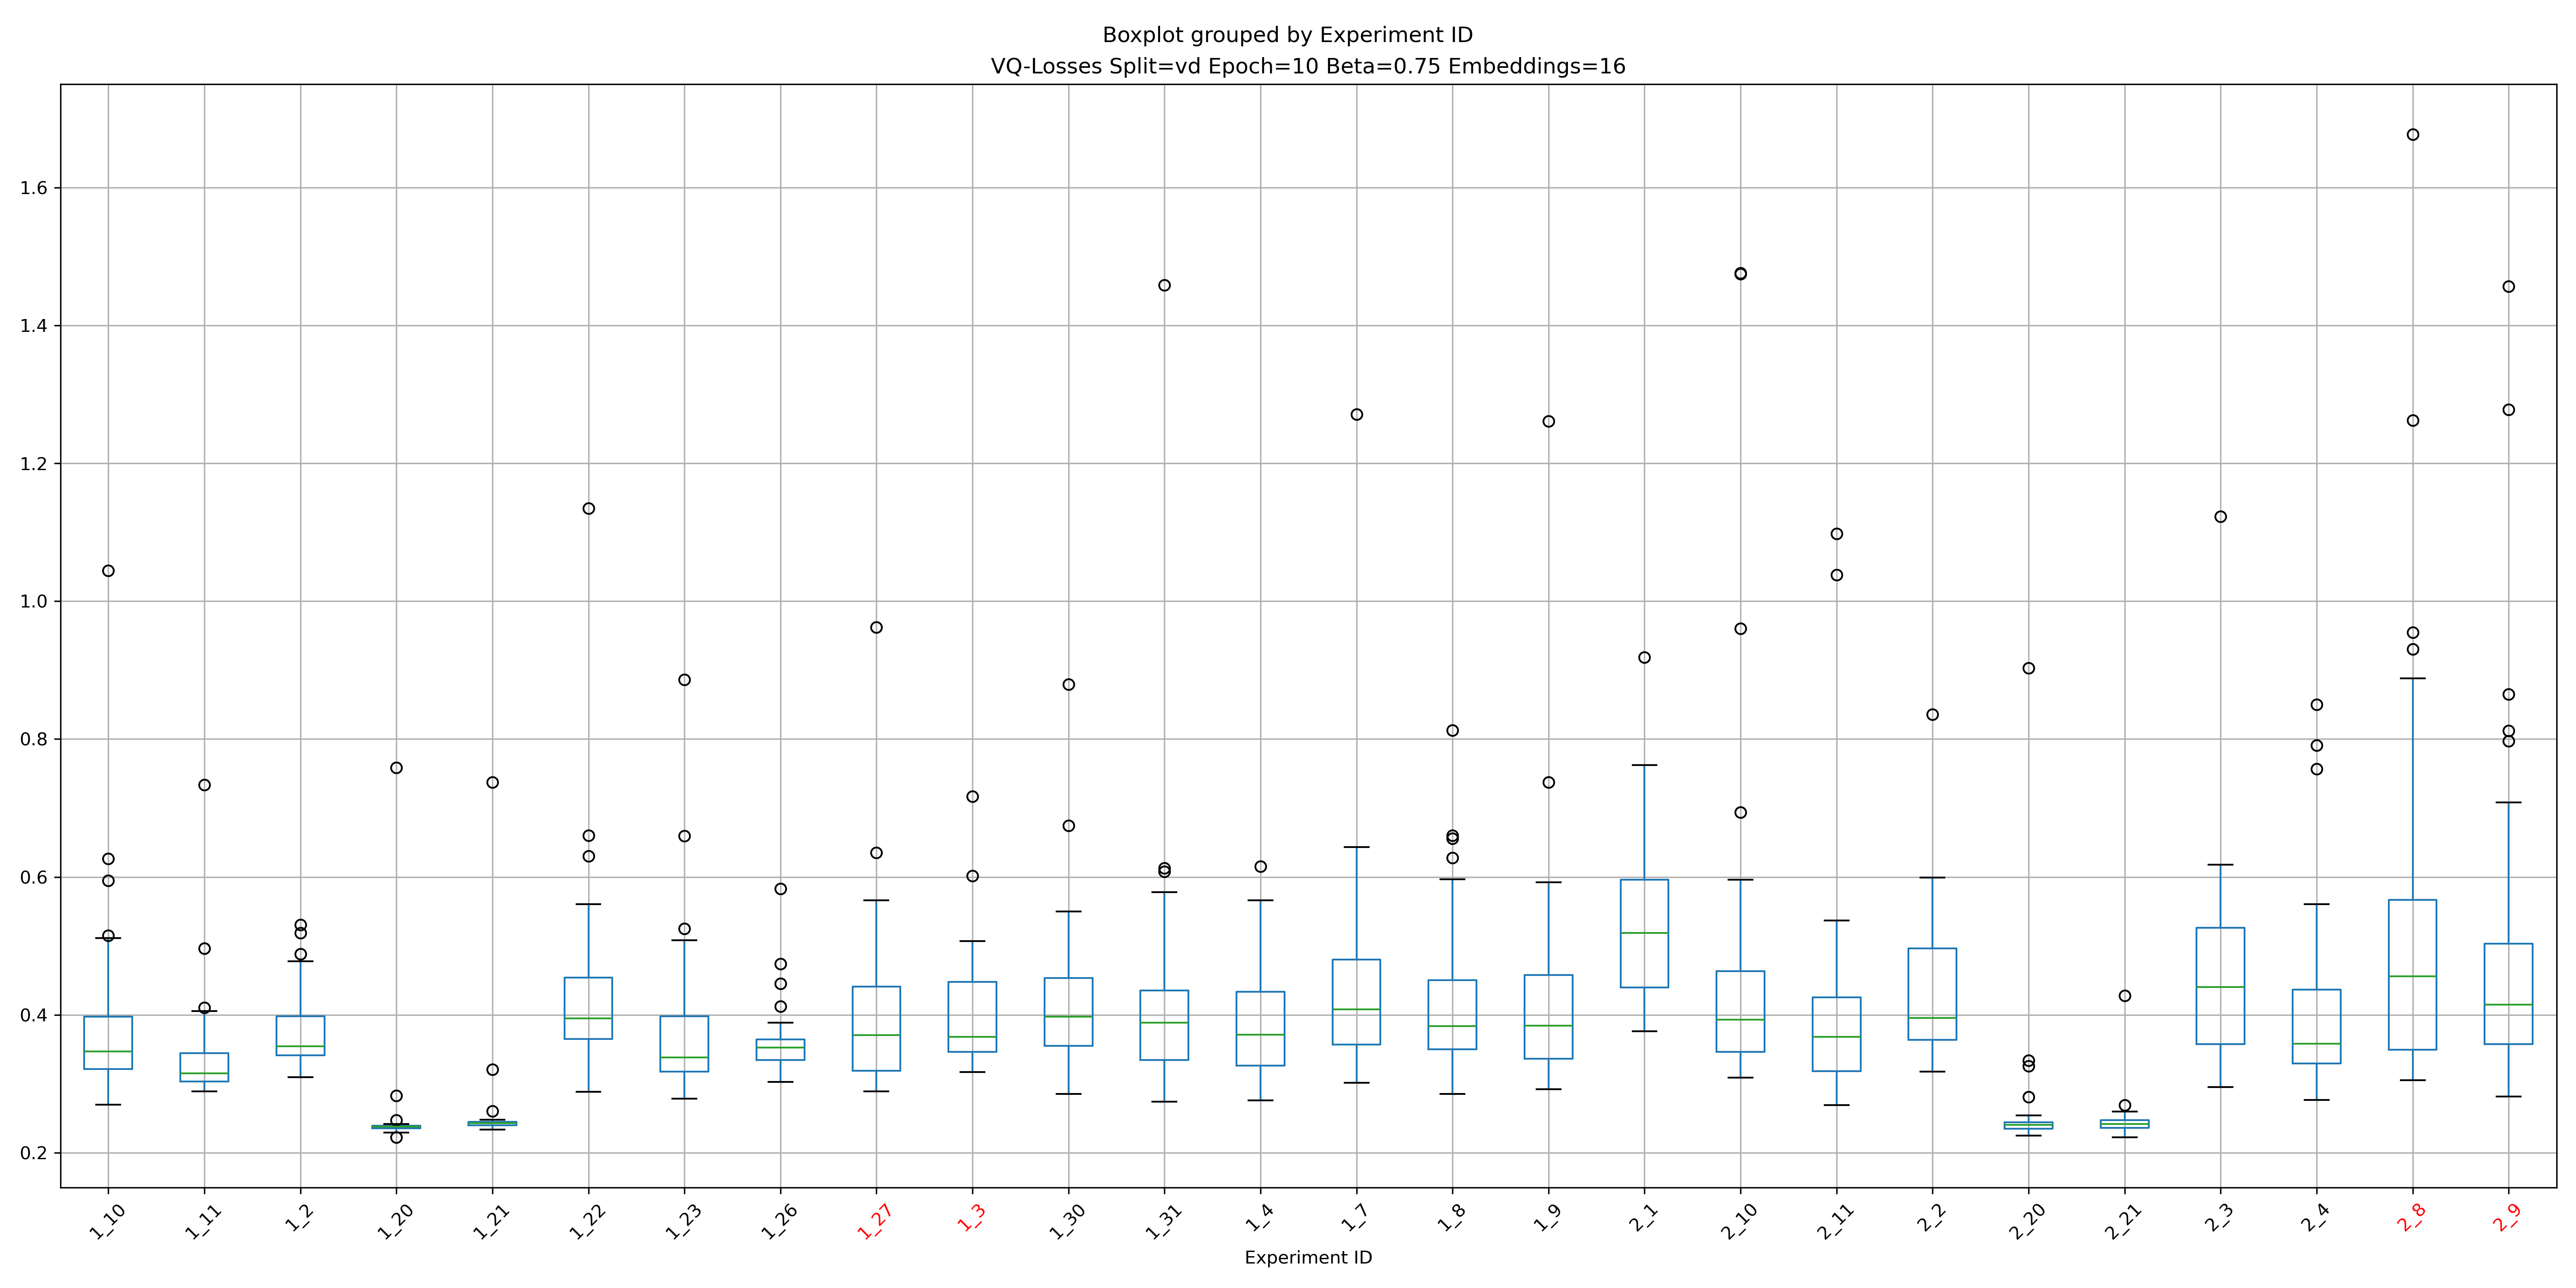 Boxplot grouped by Experiment ID
VQ-Losses Split=vd Epoch=10 Beta=0.75 Embeddings=16
1.6
1.4
1.2
1.0
0.8
0.6
0.4
0.2
1_10 1_11 1_2 1_20 1_21 1_22 1_23 1_26 1_27 1_3 1_30 1_31 1_4 1_7 1_8 1_9 2_1 2_10 2_11 2_2 2_20 2_21 2_3 2_4 2_8 2_9
Experiment ID